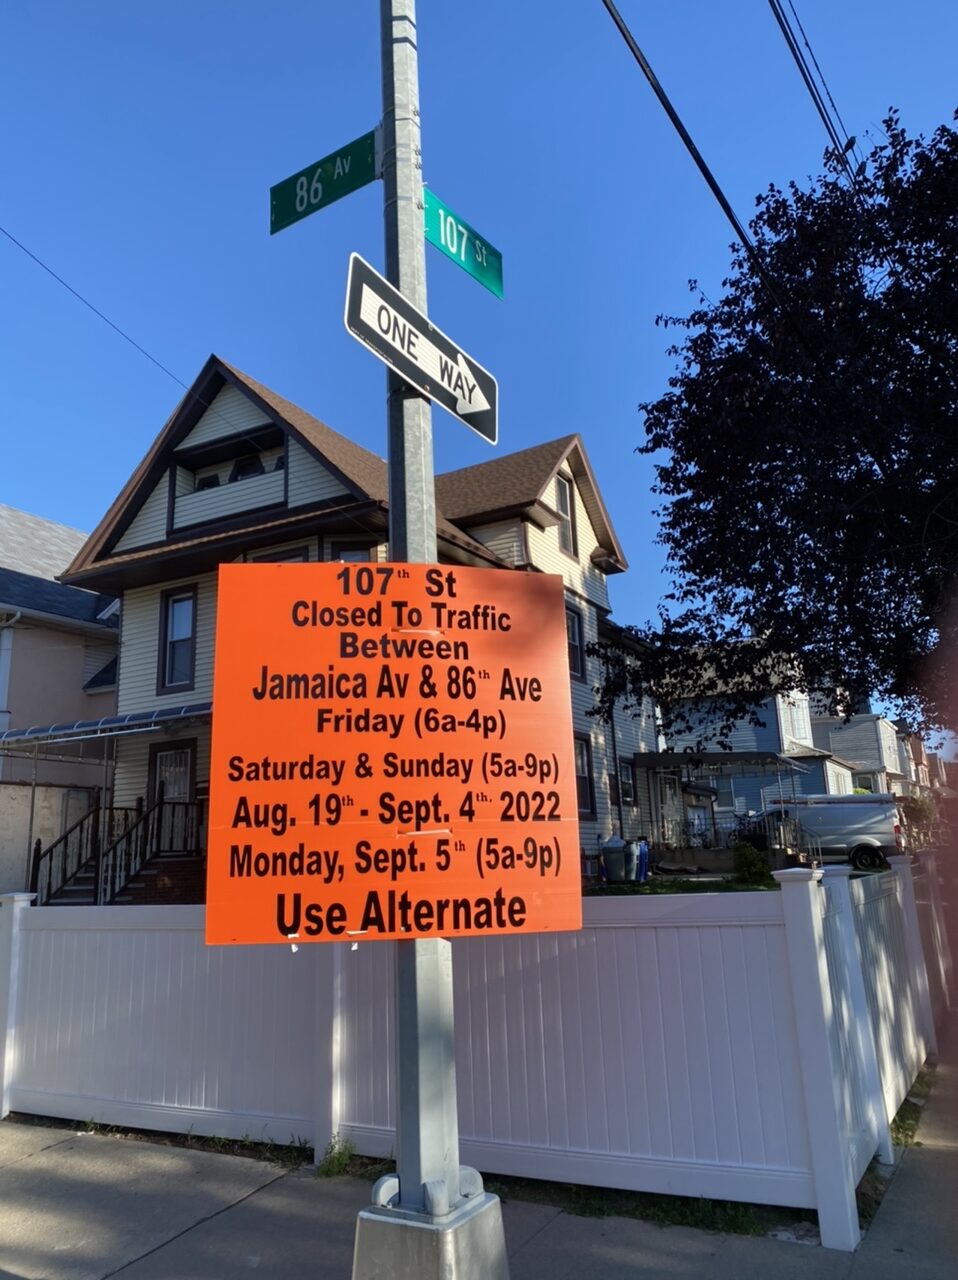 86 Av
107 St
ONE WAY
107th St
Closed To Traffic
Between
Jamaica Av & 86th Ave
Friday (6a-4p)
Saturday & Sunday (5a-9p)
Aug. 19th - Sept. 4th. 2022
Monday, Sept. 5th (5a-9p)
Use Alternate